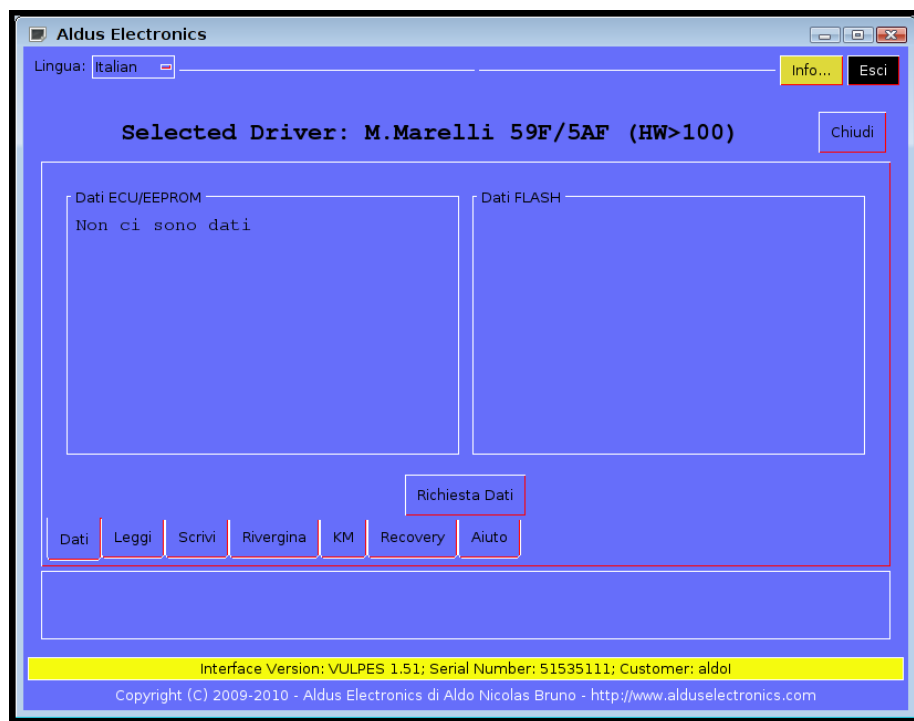 Aldus Electronics
Lingua: Italian
Info... Esci
Selected Driver: M.Marelli 59F/5AF (HW>100)
Chiudi
Dati ECU/EEPROM
Dati FLASH
Non ci sono dati
Richiesta Dati
Dati Leggi Scrivi Rivergina KM Recovery Aiuto
Interface Version: VULPES 1.51; Serial Number: 51535111; Customer: aldol
Copyright (C) 2009-2010 - Aldus Electronics di Aldo Nicolas Bruno - http://www.alduselectronics.com